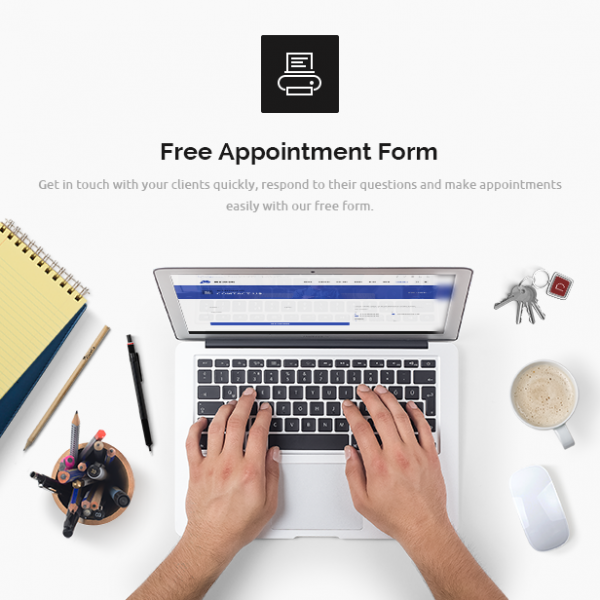 Free Appointment Form
Get in touch with your clients quickly, respond to their questions and make appointments
easily with our free form.